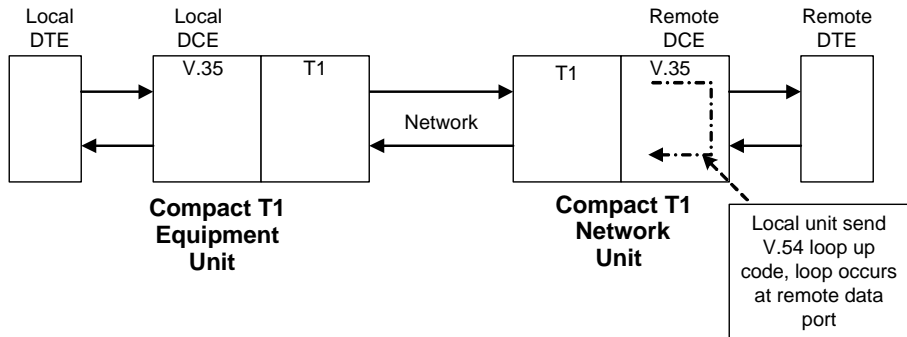 Local
DTE
Local
DCE
Remote
DCE
Remote
DTE
V.35
T1
T1
V.35
Network
Compact T1
Equipment
Unit
Compact T1
Network
Unit
Local unit send
V.54 loop up
code, loop occurs
at remote data
port